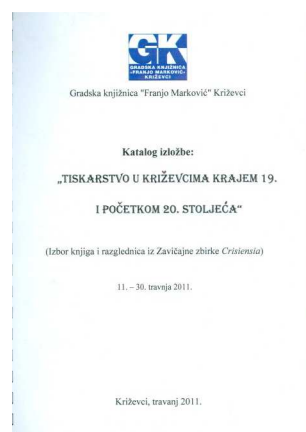 GK
GRADSKA KNJIŽNICA
«FRANJO MARKOVIĆ»
KRIŽEVCI
Gradska knjižnica "Franjo Marković" Križevci
Katalog izložbe:
„TISKARSTVO U KRIŽEVCIMA KRAJEM 19.
I POČETKOM 20. STOLJEĆA“
(Izbor knjiga i razglednica iz Zavičajne zbirke Crisiensia)
11. – 30. travnja 2011.
Križevci, travanj 2011.